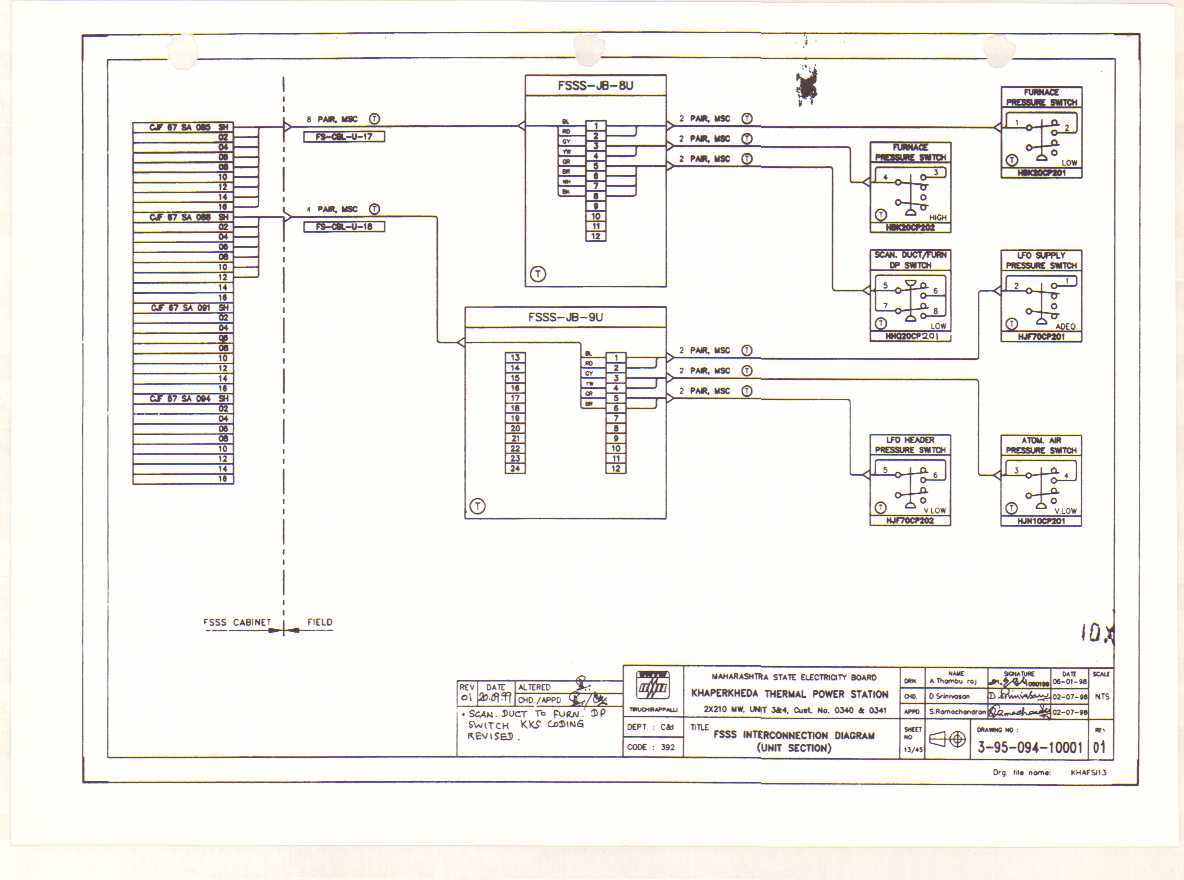 FSSS-JB-8U
8 PAIR, MSC T
FS-CBL-U-17
CJF 67 SA 085 SH
02
04
06
08
10
12
14
16
CJF 67 SA 088 SH
02
04
06
08
10
12
14
16
CJF 67 SA 091 SH
02
04
06
08
10
12
14
16
CJF 67 SA 094 SH
02
04
06
08
10
12
14
16
4 PAIR, MSC T
FS-CBL-U-18
BL
RD
GY
YW
OR
BR
WH
BK
1
2
3
4
5
6
7
8
9
10
11
12
T
2 PAIR, MSC T
2 PAIR, MSC T
2 PAIR, MSC T
FURNACE
PRESSURE SWITCH
1 2
T LOW
HBK20CP201
FURNACE
PRESSURE SWITCH
4 3
T HIGH
HBK20CP202
SCAN. DUCT/FURN
DP SWITCH
5 6
7 8
T LOW
HHQ20CP201
LFO SUPPLY
PRESSURE SWITCH
2 1
T ADEQ.
HJF70CP201
FSSS-JB-9U
13
14
15
16
17
18
19
20
21
22
23
24
BL
RD
GY
YW
OR
BR
1
2
3
4
5
6
7
8
9
10
11
12
T
2 PAIR, MSC T
2 PAIR, MSC T
2 PAIR, MSC T
LFO HEADER
PRESSURE SWITCH
5 6
T V.LOW
HJF70CP202
ATOM. AIR
PRESSURE SWITCH
3 4
T V.LOW
HJN10CP201
FSSS CABINET FIELD
REV DATE ALTERED
01 20.09.99 CHD./APPD
• SCAN. DUCT TO FURN. DP
SWITCH KKS CODING
REVISED.
TIRUCHIRAPPALLI
DEPT : C&I
CODE : 392
MAHARASHTRA STATE ELECTRICITY BOARD
KHAPERKHEDA THERMAL POWER STATION
2X210 MW, UNIT 3&4, Cust. No. 0340 & 0341
TITLE
FSSS INTERCONNECTION DIAGRAM
(UNIT SECTION)
NAME SIGNATURE DATE SCALE
DRN. A.Thambu raj 06-01-98
CHD. D.Srinivasan D.Srinivasan 02-07-98 NTS
APPD S.Ramachandran 02-07-98
SHEET NO 13/45
DRAWING NO :
3-95-094-10001
REV.
01
Drg. file name: KHAFSI13